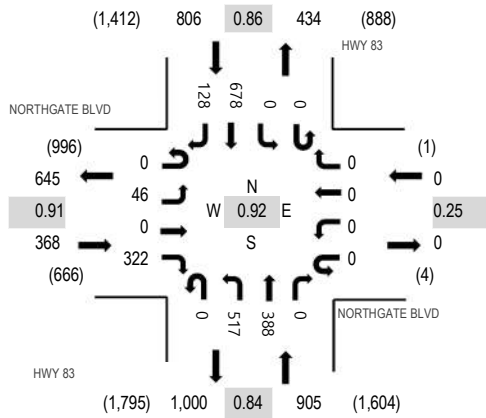 (1,412) 806 0.86 434 (888)
HWY 83
128 678 0 0
NORTHGATE BLVD
(996) 0 0 (1)
645 0
46 N 0
0.91 W 0.92 E 0.25
0 0
368 S 0
322 0
(666) (4)
0 517 388 0
NORTHGATE BLVD
HWY 83
(1,795) 1,000 0.84 905 (1,604)